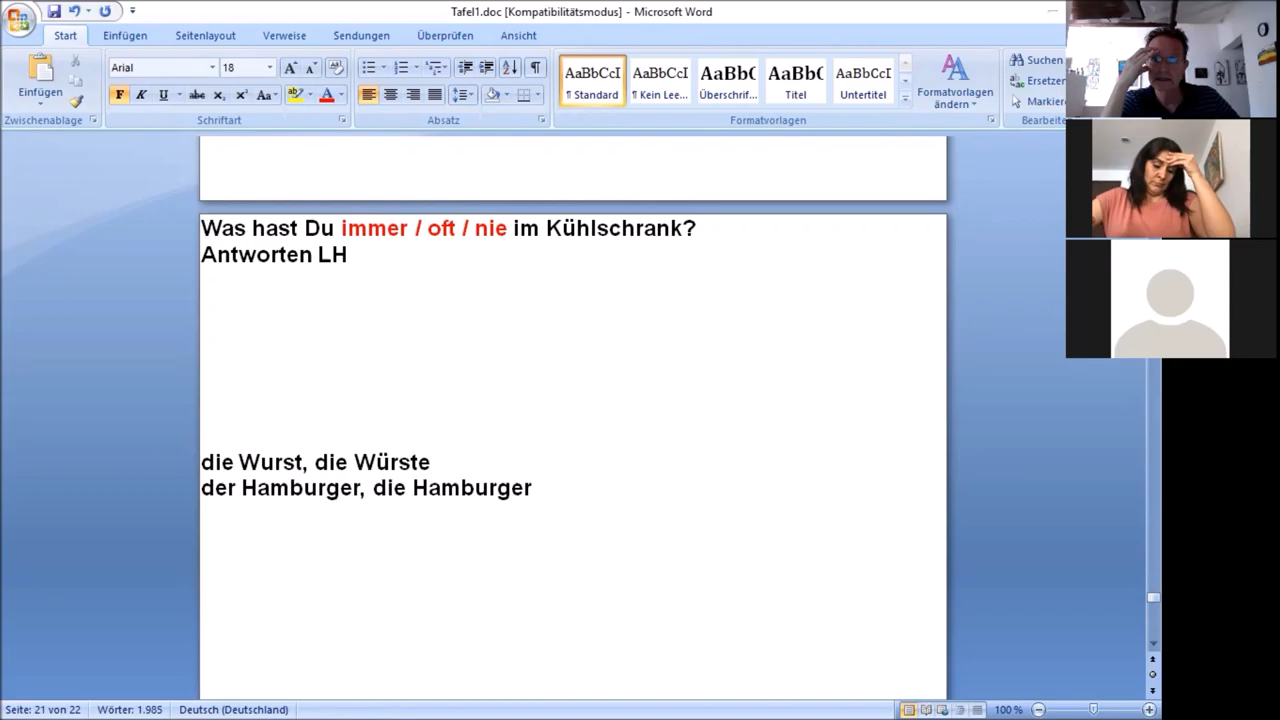 Tafel1.doc [Kompatibilitätsmodus] - Microsoft Word
Start Einfügen Seitenlayout Verweise Sendungen Überprüfen Ansicht
Einfügen
Arial 18
AaBbCcI AaBbCcI AaBbC AaBbC AaBbCcI
¶ Standard ¶ Kein Lee... Überschrif... Titel Untertitel
Formatvorlagen ändern
Suchen
Ersetzen
Markieren
Zwischenablage Schriftart Absatz Formatvorlagen Bearbeite
Was hast Du immer / oft / nie im Kühlschrank?
Antworten LH
die Wurst, die Würste
der Hamburger, die Hamburger
Seite: 21 von 22 Wörter: 1.985 Deutsch (Deutschland) 100 %